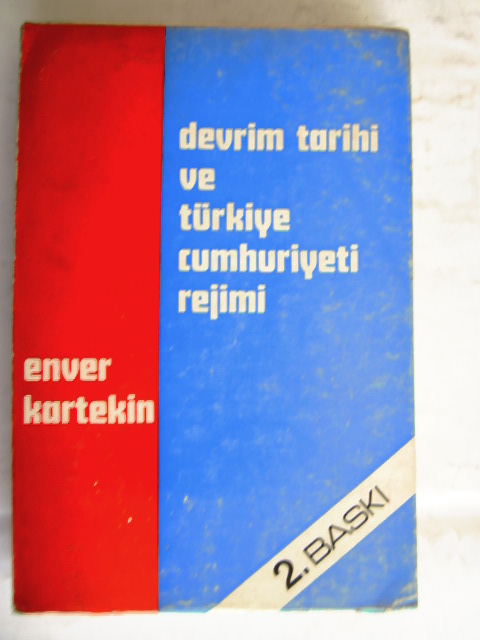 devrim tarihi
ve
türkiye
cumhuriyeti
rejimi
enver
kartekin
2. BASKI